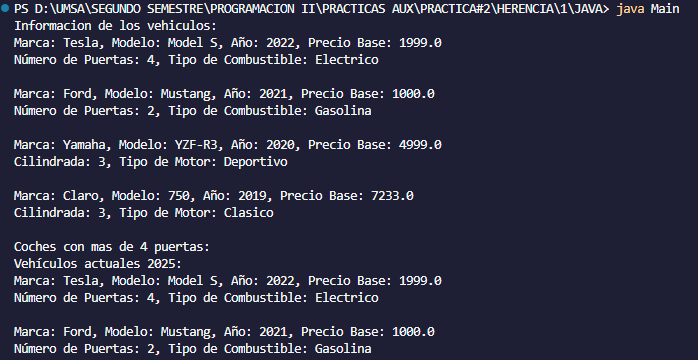 PS D:\UMSA\SEGUNDO SEMESTRE\PROGRAMACION II\PRACTICAS AUX\PRACTICA#2\HERENCIA\1\JAVA> java Main
Informacion de los vehiculos:
Marca: Tesla, Modelo: Model S, Año: 2022, Precio Base: 1999.0
Número de Puertas: 4, Tipo de Combustible: Electrico

Marca: Ford, Modelo: Mustang, Año: 2021, Precio Base: 1000.0
Número de Puertas: 2, Tipo de Combustible: Gasolina

Marca: Yamaha, Modelo: YZF-R3, Año: 2020, Precio Base: 4999.0
Cilindrada: 3, Tipo de Motor: Deportivo

Marca: Claro, Modelo: 750, Año: 2019, Precio Base: 7233.0
Cilindrada: 3, Tipo de Motor: Clasico

Coches con mas de 4 puertas:
Vehículos actuales 2025:
Marca: Tesla, Modelo: Model S, Año: 2022, Precio Base: 1999.0
Número de Puertas: 4, Tipo de Combustible: Electrico

Marca: Ford, Modelo: Mustang, Año: 2021, Precio Base: 1000.0
Número de Puertas: 2, Tipo de Combustible: Gasolina